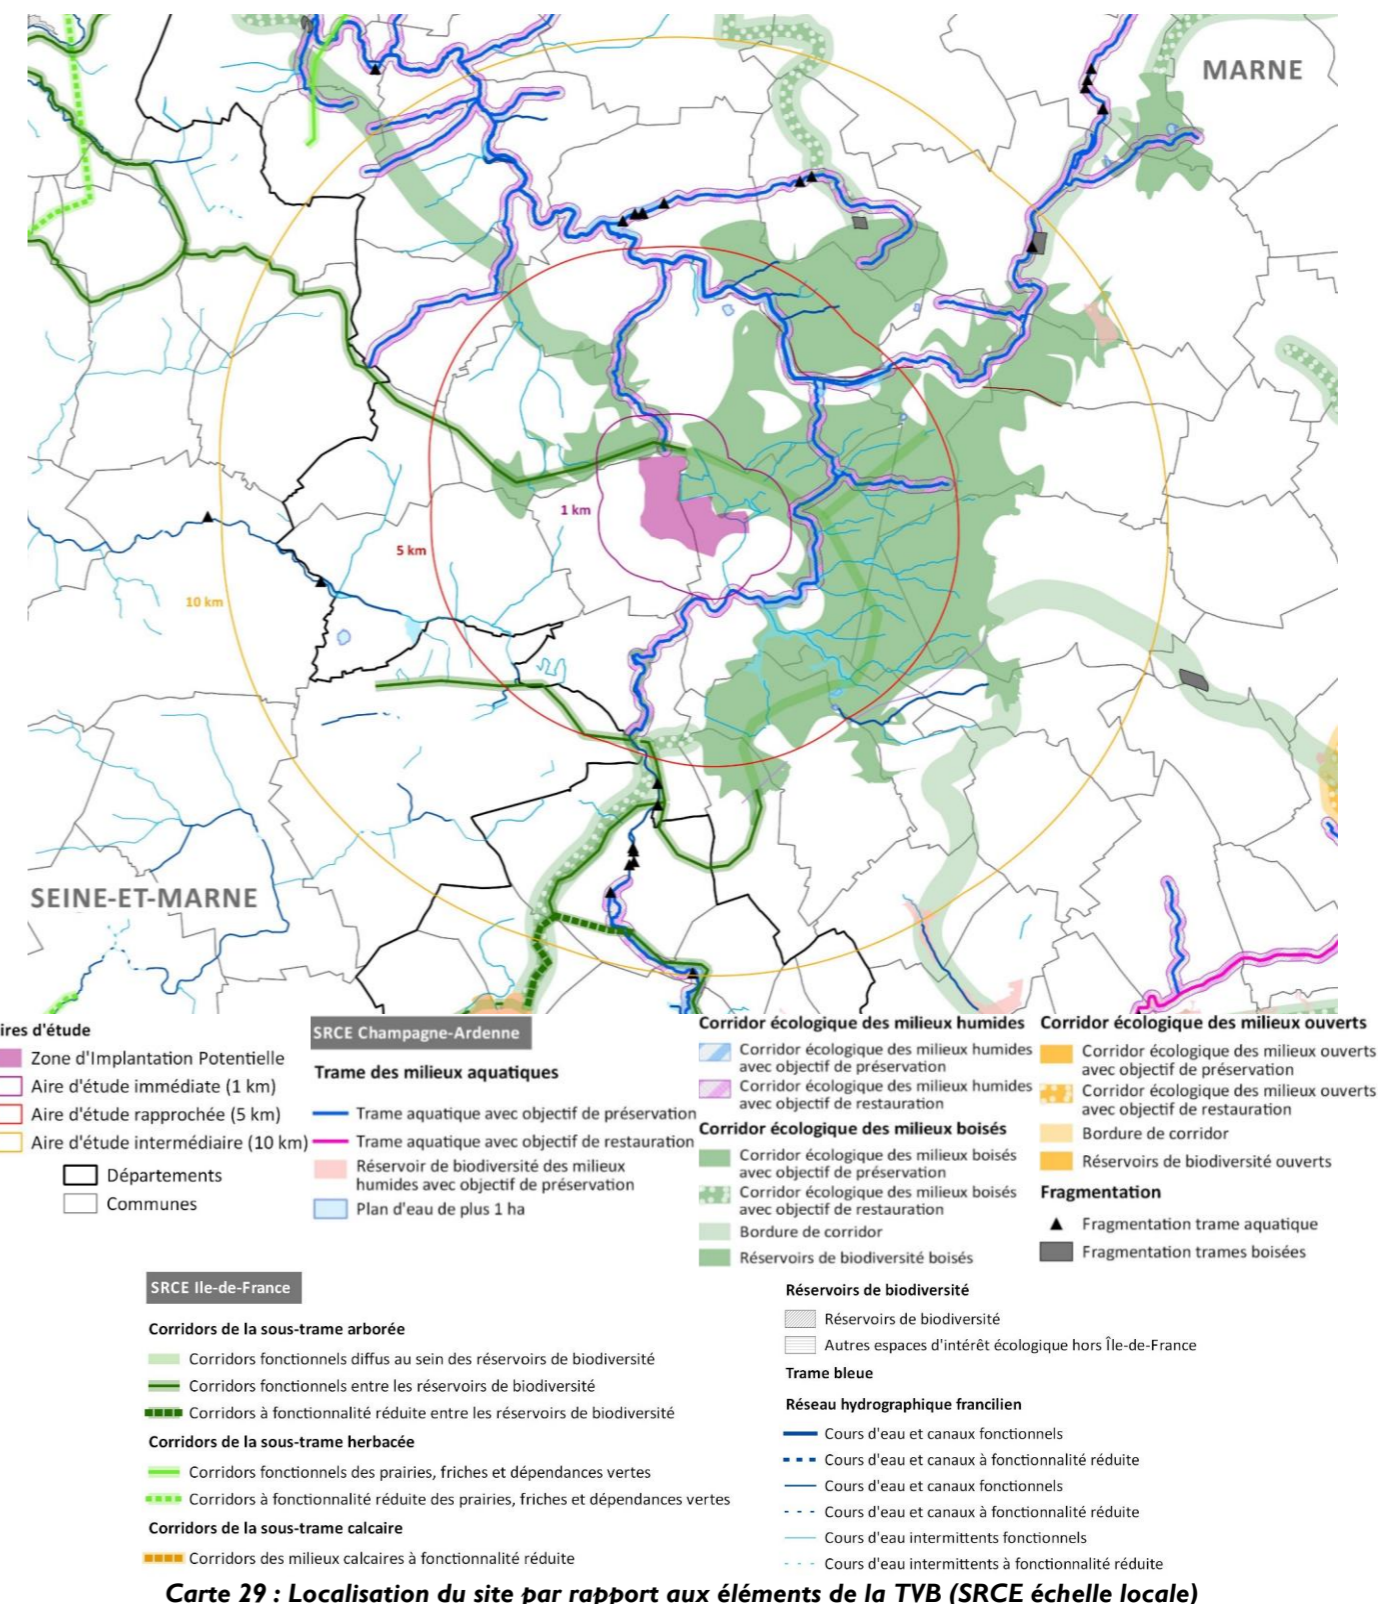 MARNE
1 km
5 km
10 km
SEINE-ET-MARNE
ires d'étude
Zone d'Implantation Potentielle
Aire d'étude immédiate (1 km)
Aire d'étude rapprochée (5 km)
Aire d'étude intermédiaire (10 km)
Départements
Communes
SRCE Champagne-Ardenne
Trame des milieux aquatiques
Trame aquatique avec objectif de préservation
Trame aquatique avec objectif de restauration
Réservoir de biodiversité des milieux
humides avec objectif de préservation
Plan d'eau de plus 1 ha
Corridor écologique des milieux humides
Corridor écologique des milieux humides
avec objectif de préservation
Corridor écologique des milieux humides
avec objectif de restauration
Corridor écologique des milieux boisés
Corridor écologique des milieux boisés
avec objectif de préservation
Corridor écologique des milieux boisés
avec objectif de restauration
Bordure de corridor
Réservoirs de biodiversité boisés
Corridor écologique des milieux ouverts
Corridor écologique des milieux ouverts
avec objectif de préservation
Corridor écologique des milieux ouverts
avec objectif de restauration
Bordure de corridor
Réservoirs de biodiversité ouverts
Fragmentation
Fragmentation trame aquatique
Fragmentation trames boisées
SRCE Ile-de-France
Corridors de la sous-trame arborée
Corridors fonctionnels diffus au sein des réservoirs de biodiversité
Corridors fonctionnels entre les réservoirs de biodiversité
Corridors à fonctionnalité réduite entre les réservoirs de biodiversité
Corridors de la sous-trame herbacée
Corridors fonctionnels des prairies, friches et dépendances vertes
Corridors à fonctionnalité réduite des prairies, friches et dépendances vertes
Corridors de la sous-trame calcaire
Corridors des milieux calcaires à fonctionnalité réduite
Réservoirs de biodiversité
Réservoirs de biodiversité
Autres espaces d'intérêt écologique hors Île-de-France
Trame bleue
Réseau hydrographique francilien
Cours d'eau et canaux fonctionnels
Cours d'eau et canaux à fonctionnalité réduite
Cours d'eau et canaux fonctionnels
Cours d'eau et canaux à fonctionnalité réduite
Cours d'eau intermittents fonctionnels
Cours d'eau intermittents à fonctionnalité réduite
Carte 29 : Localisation du site par rapport aux éléments de la TVB (SRCE échelle locale)